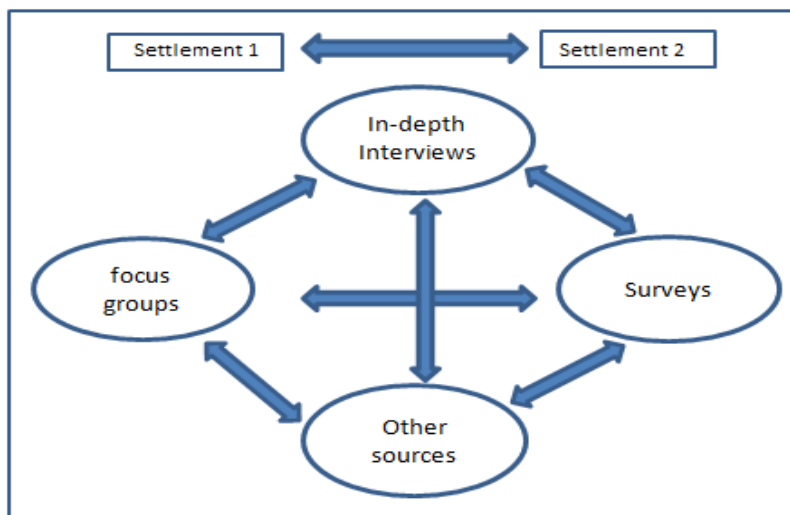 Settlement 1
Settlement 2
In-depth
Interviews
focus
groups
Surveys
Other
sources